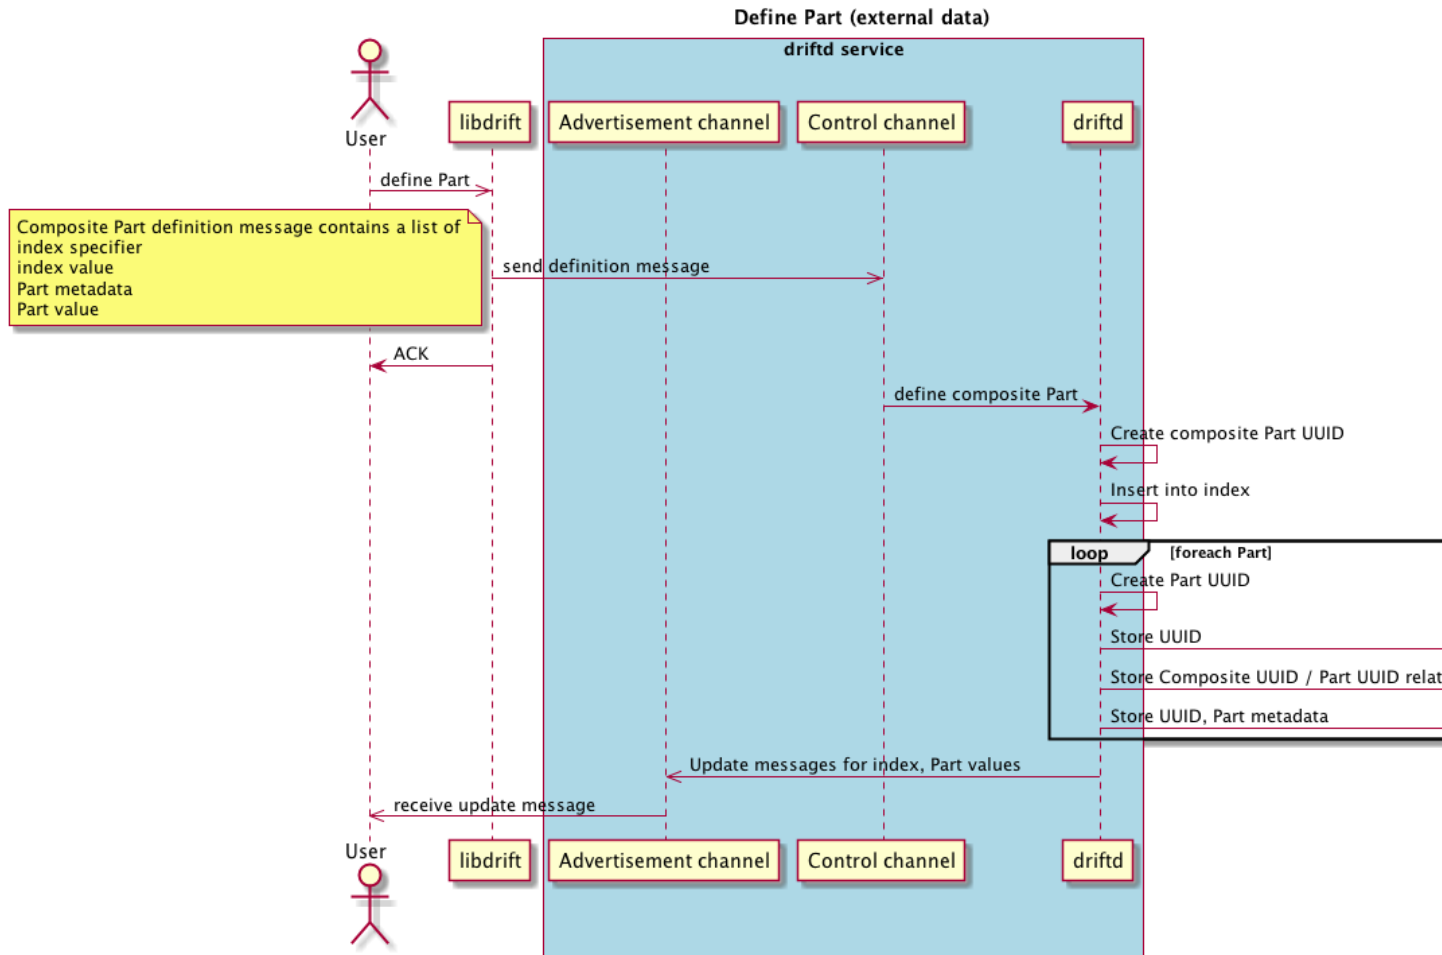 Define Part (external data)
driftd service
User
libdrift
Advertisement channel
Control channel
driftd
define Part
Composite Part definition message contains a list of
index specifier
index value
Part metadata
Part value
send definition message
ACK
define composite Part
Create composite Part UUID
Insert into index
loop
[foreach Part]
Create Part UUID
Store UUID
Store Composite UUID / Part UUID relat
Store UUID, Part metadata
Update messages for index, Part values
receive update message
User
libdrift
Advertisement channel
Control channel
driftd